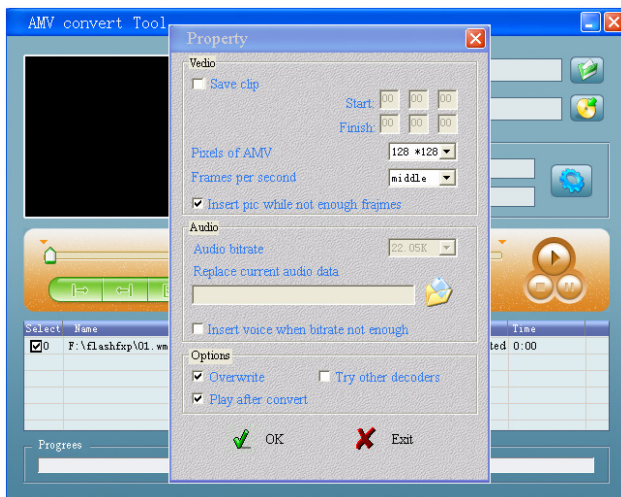 AMV convert Tool
Property
Vedio
Save clip
Start: 00 00 00
Finish: 00 00 00
Pixels of AMV 128 *128
Frames per second middle
Insert pic while not enough frajmes
Audio
Audio bitrate 22.05K
Replace current audio data
Insert voice when bitrate not enough
Select Name Time
0 F:\flashfxp\01.wm ted 0:00
Options
Overwrite Try other decoders
Play after convert
OK Exit
Progrees